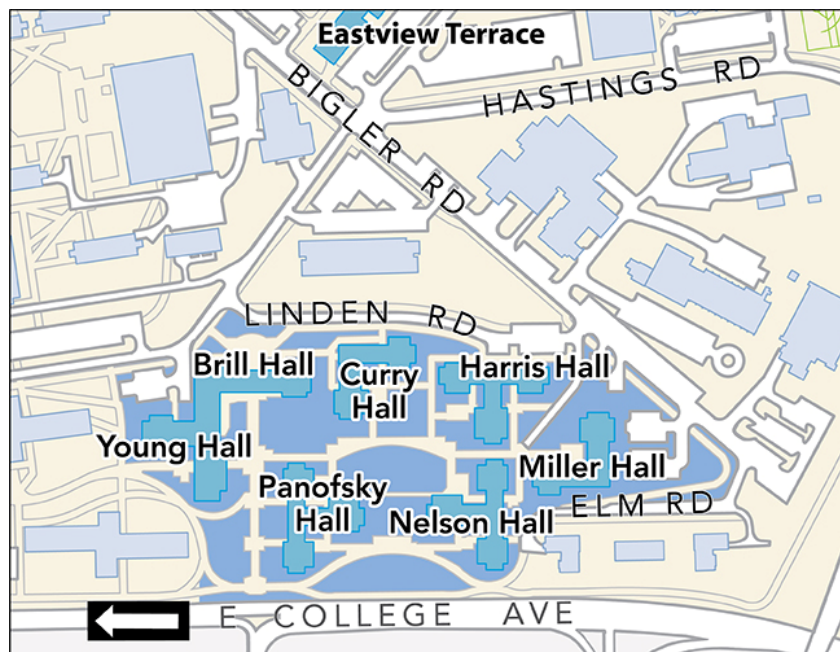 Eastview Terrace
BIGLER RD
HASTINGS RD
LINDEN RD
Brill Hall
Curry
Hall
Harris Hall
Young Hall
Panofsky
Hall
Nelson Hall
Miller Hall
ELM RD
E COLLEGE AVE